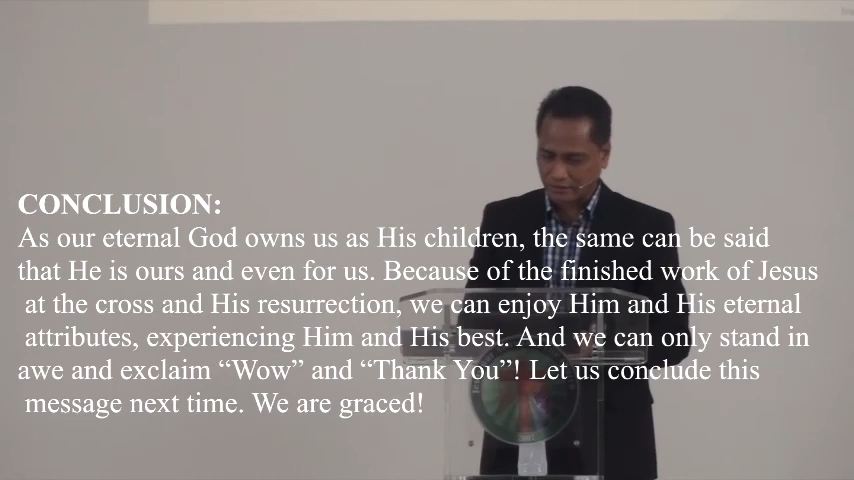 CONCLUSION:
As our eternal God owns us as His children, the same can be said
that He is ours and even for us. Because of the finished work of Jesus
at the cross and His resurrection, we can enjoy Him and His eternal
attributes, experiencing Him and His best. And we can only stand in
awe and exclaim “Wow” and “Thank You”! Let us conclude this
message next time. We are graced!